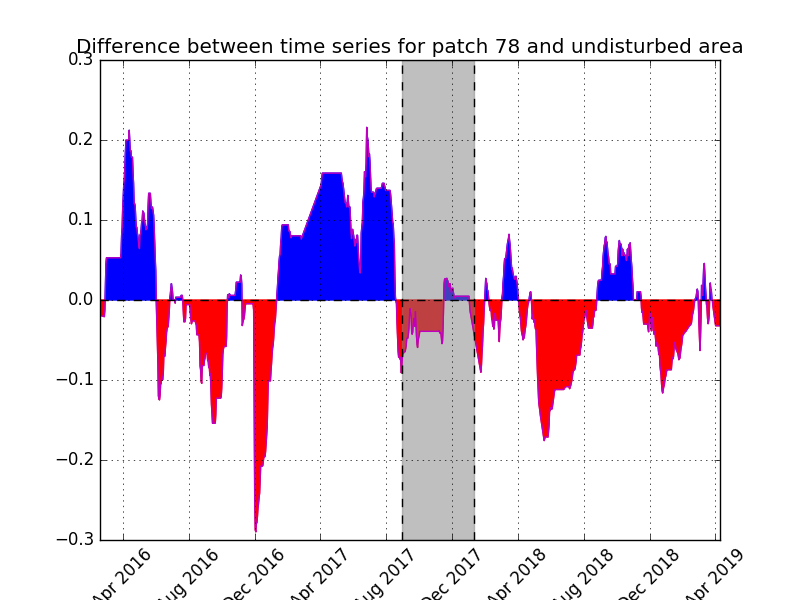 Difference between time series for patch 78 and undisturbed area
0.3
0.2
0.1
0.0
−0.1
−0.2
−0.3
Apr 2016
Aug 2016
Dec 2016
Apr 2017
Aug 2017
Dec 2017
Apr 2018
Aug 2018
Dec 2018
Apr 2019